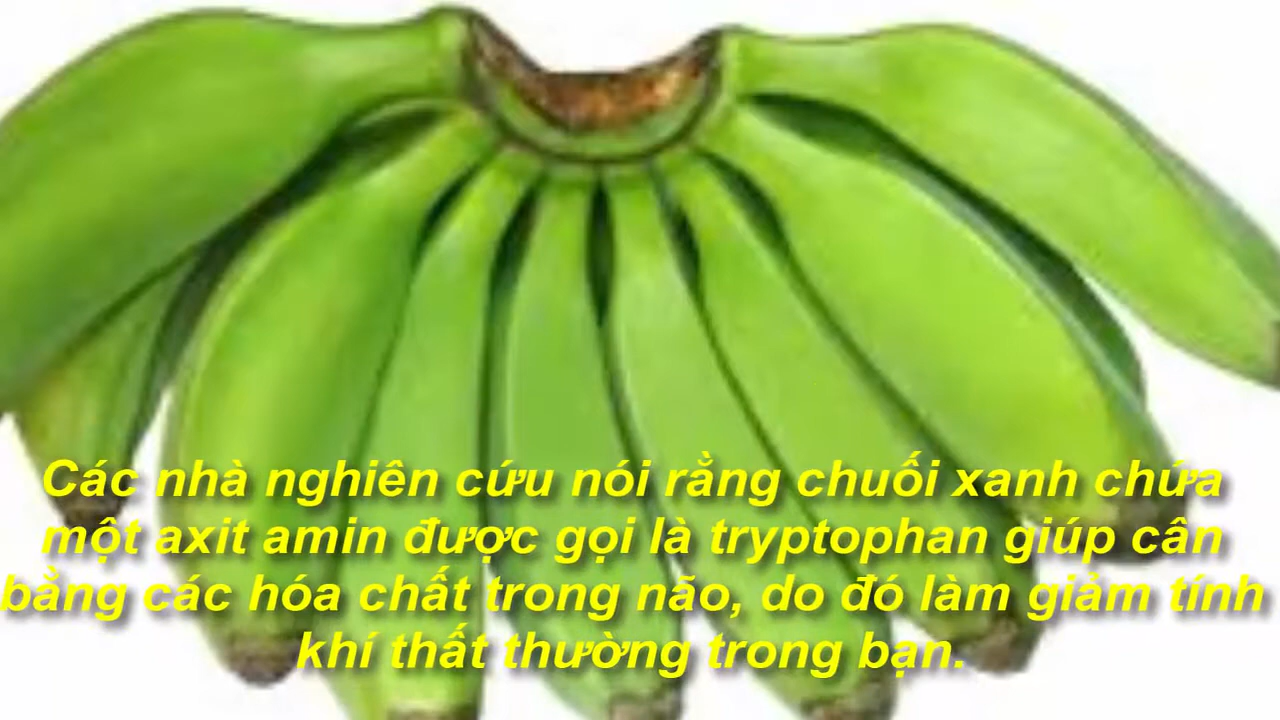 Các nhà nghiên cứu nói rằng chuối xanh chứa
một axit amin được gọi là tryptophan giúp cân
bằng các hóa chất trong não, do đó làm giảm tính
khí thất thường trong bạn.